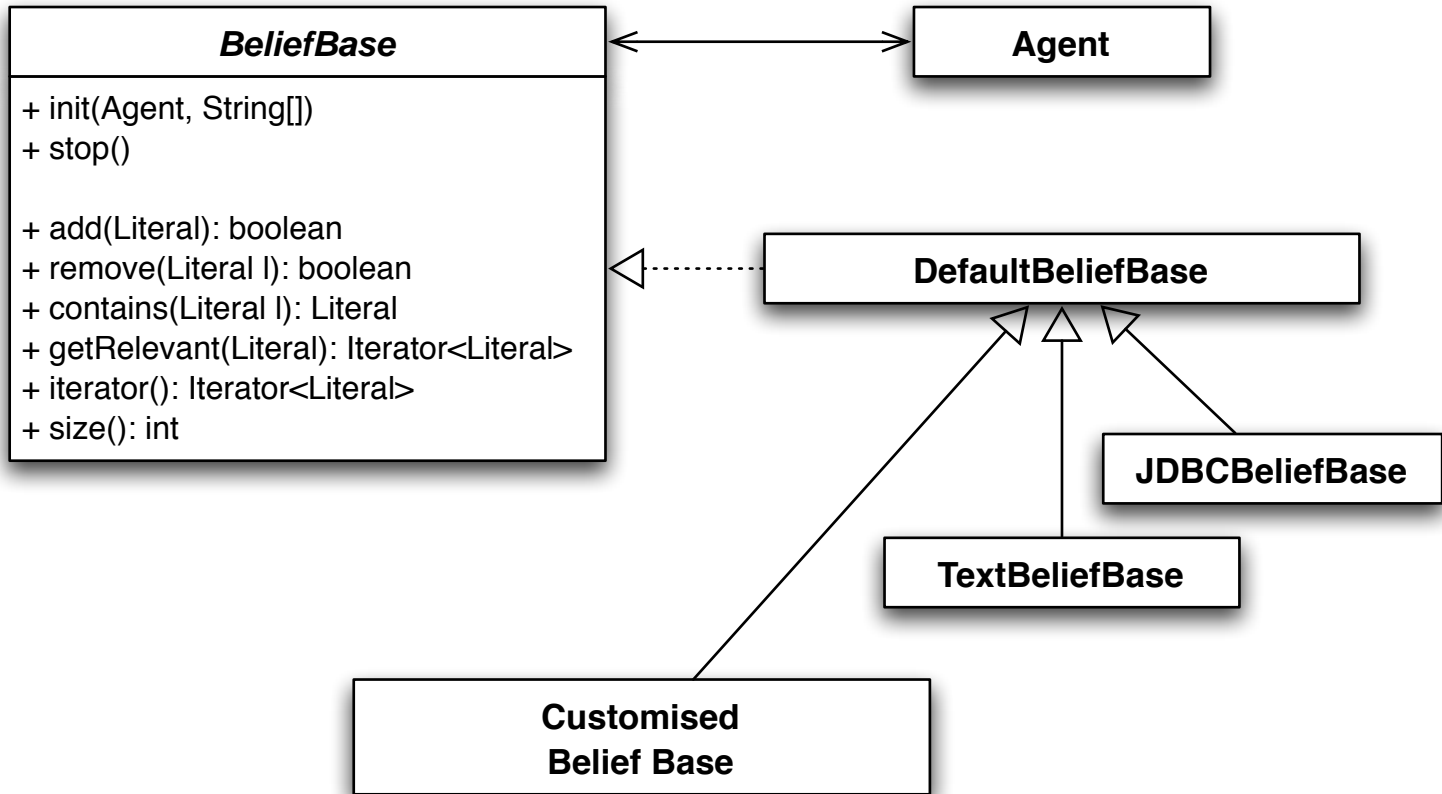 BeliefBase
+ init(Agent, String[])
+ stop()
+ add(Literal): boolean
+ remove(Literal l): boolean
+ contains(Literal l): Literal
+ getRelevant(Literal): Iterator<Literal>
+ iterator(): Iterator<Literal>
+ size(): int
Agent
DefaultBeliefBase
JDBCBeliefBase
TextBeliefBase
Customised
Belief Base